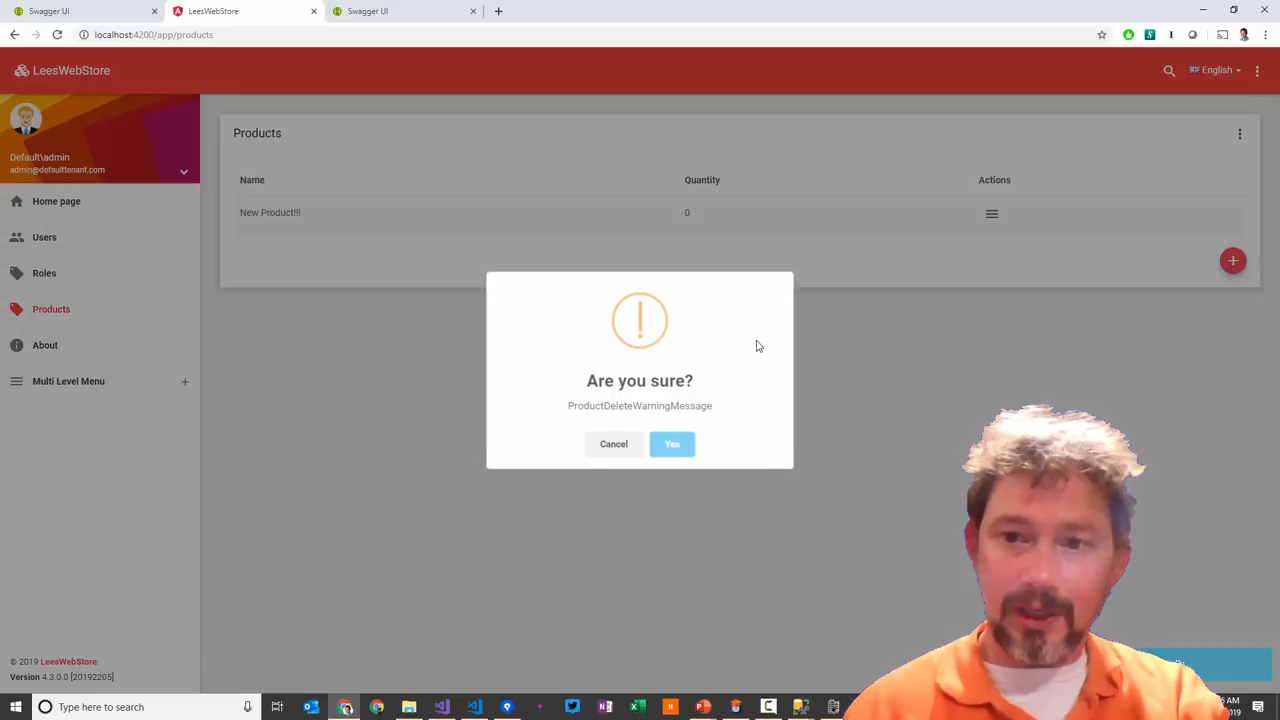 Swagger UI
LeesWebStore
Swagger UI
localhost:4200/app/products
LeesWebStore
English
Default\admin
admin@defaulttenant.com
Home page
Users
Roles
Products
About
Multi Level Menu
Products
Name
Quantity
Actions
New Product!!!
0
Are you sure?
ProductDeleteWarningMessage
Cancel
Yes
© 2019 LeesWebStore.
Version 4.3.0.0 [20192205]
Type here to search